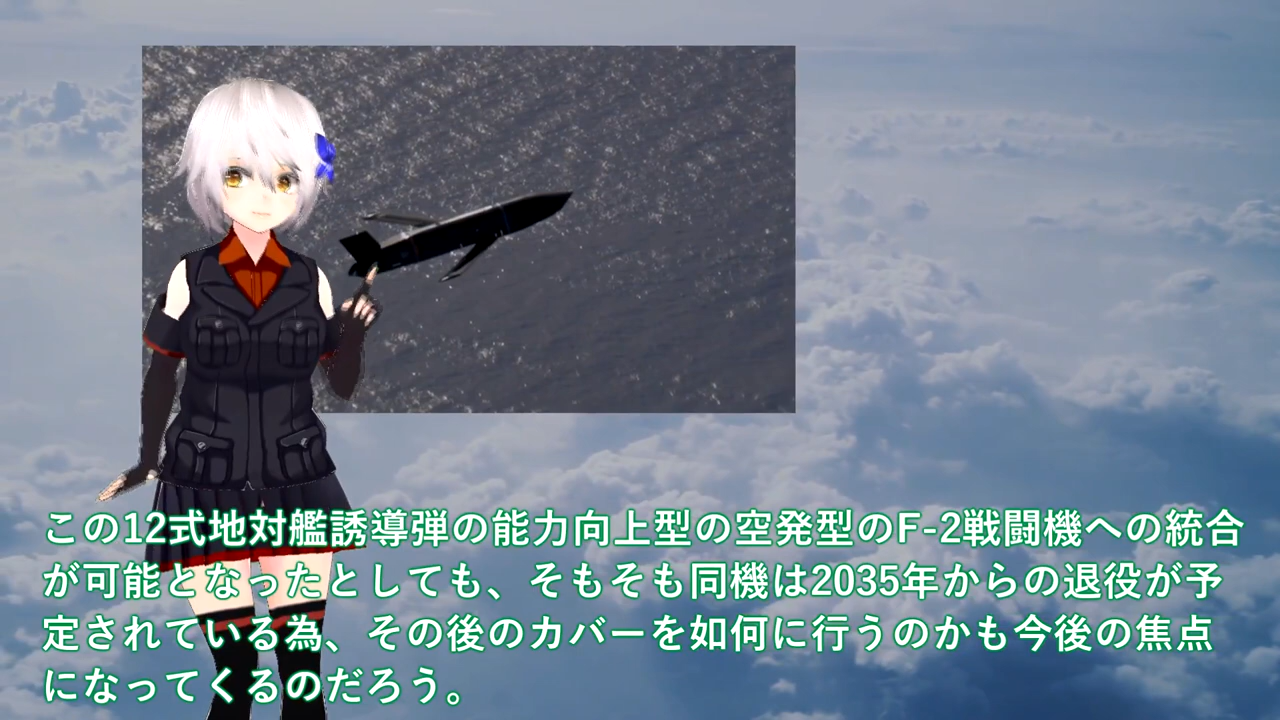 この12式地対艦誘導弾の能力向上型の空発型のF-2戦闘機への統合
が可能となったとしても、そもそも同機は2035年からの退役が予
定されている為、その後のカバーを如何に行うのかも今後の焦点
になってくるのだろう。